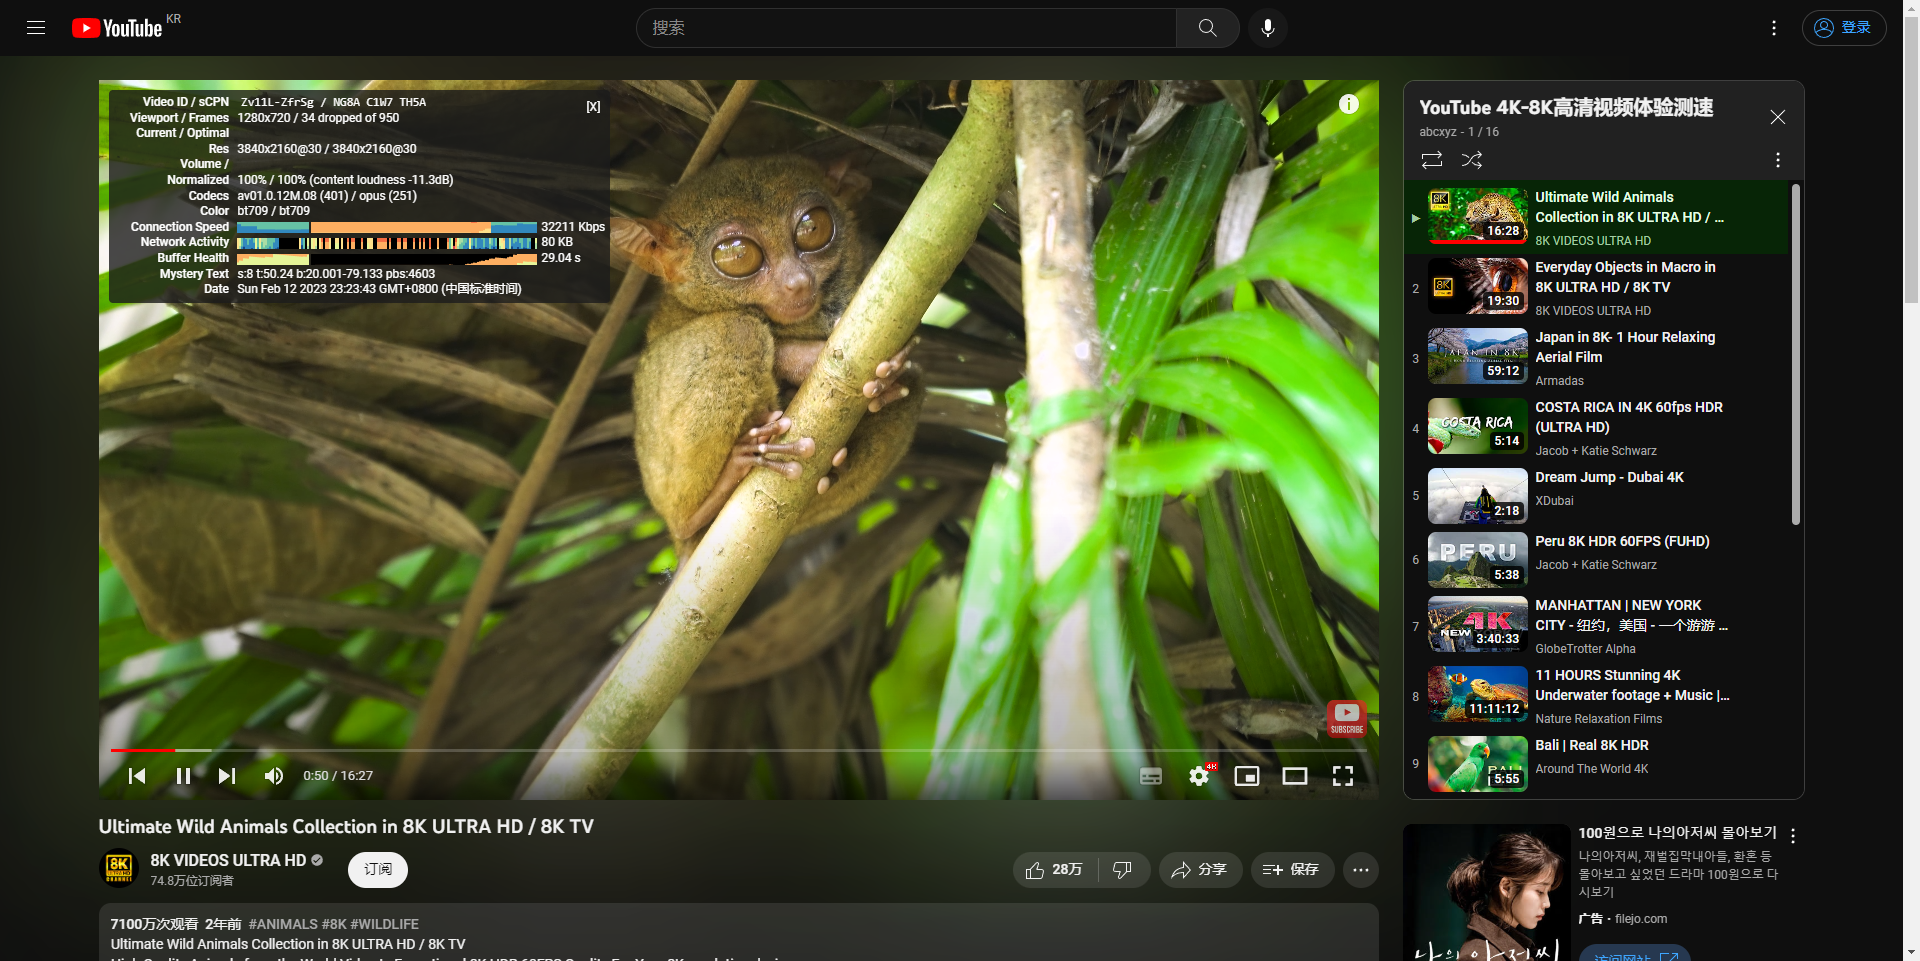 YouTube KR
搜索
登录
Video ID / sCPN Zv11L-ZfrSg / NG8A C1W7 TH5A
[X]
Viewport / Frames 1280x720 / 34 dropped of 950
Current / Optimal
Res 3840x2160@30 / 3840x2160@30
Volume /
Normalized 100% / 100% (content loudness -11.3dB)
Codecs av01.0.12M.08 (401) / opus (251)
Color bt709 / bt709
Connection Speed 32211 Kbps
Network Activity 80 KB
Buffer Health 29.04 s
Mystery Text s:8 t:50.24 b:20.001-79.133 pbs:4603
Date Sun Feb 12 2023 23:23:43 GMT+0800 (中国标准时间)
SUBSCRIBE
0:50 / 16:27
4K
Ultimate Wild Animals Collection in 8K ULTRA HD / 8K TV
8K
CHANNEL
8K VIDEOS ULTRA HD
74.8万位订阅者
订阅
28万
分享
保存
7100万次观看 2年前 #ANIMALS #8K #WILDLIFE
Ultimate Wild Animals Collection in 8K ULTRA HD / 8K TV
YouTube 4K-8K高清视频体验测速
abcxyz - 1 / 16
8K
16:28
Ultimate Wild Animals
Collection in 8K ULTRA HD / ...
8K VIDEOS ULTRA HD
2
8K
19:30
Everyday Objects in Macro in
8K ULTRA HD / 8K TV
8K VIDEOS ULTRA HD
3
JAPAN IN 8K
59:12
Japan in 8K- 1 Hour Relaxing
Aerial Film
Armadas
4
COSTA RICA
5:14
COSTA RICA IN 4K 60fps HDR
(ULTRA HD)
Jacob + Katie Schwarz
5
2:18
Dream Jump - Dubai 4K
XDubai
6
PERU
5:38
Peru 8K HDR 60FPS (FUHD)
Jacob + Katie Schwarz
7
4K
NEW
3:40:33
MANHATTAN | NEW YORK
CITY - 纽约，美国 - 一个游游 ...
GlobeTrotter Alpha
8
11:11:12
11 HOURS Stunning 4K
Underwater footage + Music |...
Nature Relaxation Films
9
5:55
Bali | Real 8K HDR
Around The World 4K
나의 아저씨
100원으로 나의아저씨 몰아보기
나의아저씨, 재벌집막내아들, 환혼 등
몰아보고 싶었던 드라마 100원으로 다
시보기
广告 · filejo.com
访问网站